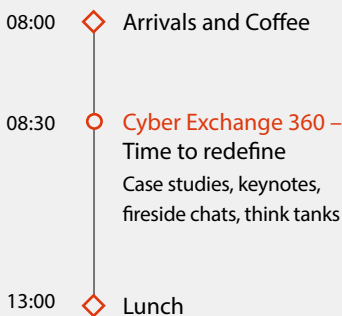 08:00 Arrivals and Coffee
08:30 Cyber Exchange 360 –
Time to redefine
Case studies, keynotes,
fireside chats, think tanks
13:00 Lunch